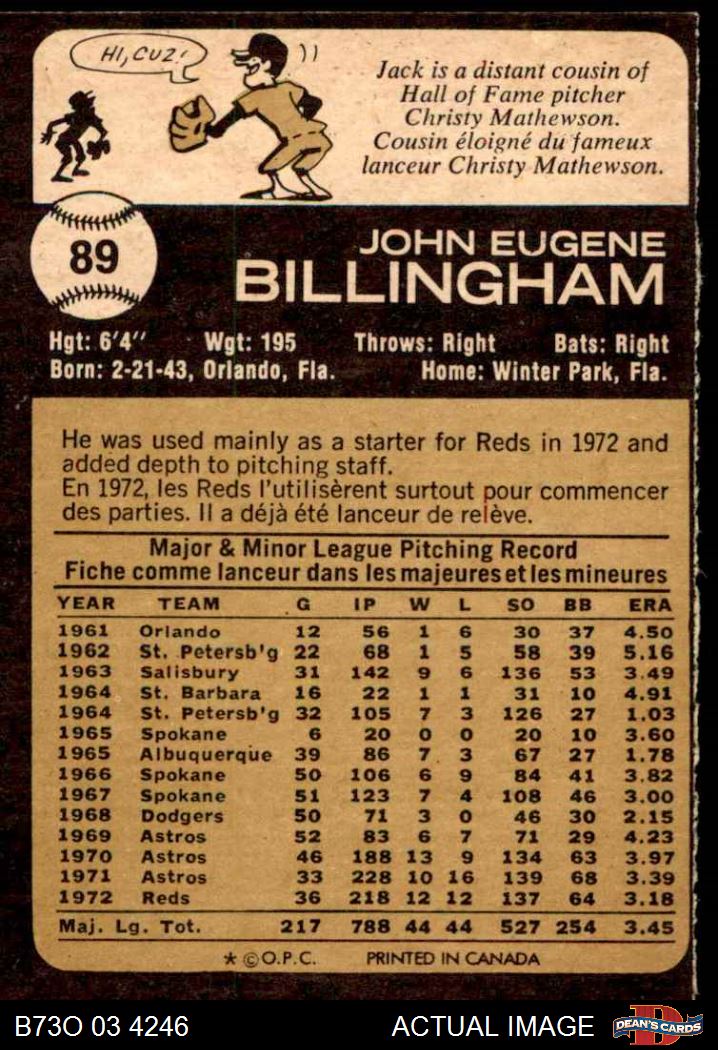 HI, CUZ!
Jack is a distant cousin of
Hall of Fame pitcher
Christy Mathewson.
Cousin éloigné du fameux
lanceur Christy Mathewson.
89
JOHN EUGENE
BILLINGHAM
Hgt: 6'4" Wgt: 195 Throws: Right Bats: Right
Born: 2-21-43, Orlando, Fla. Home: Winter Park, Fla.
He was used mainly as a starter for Reds in 1972 and
added depth to pitching staff.
En 1972, les Reds l'utilisèrent surtout pour commencer
des parties. Il a déjà été lanceur de relève.
Major & Minor League Pitching Record
Fiche comme lanceur dans les majeures et les mineures
YEAR TEAM G IP W L SO BB ERA
1961 Orlando 12 56 1 6 30 37 4.50
1962 St. Petersb'g 22 68 1 5 58 39 5.16
1963 Salisbury 31 142 9 6 136 53 3.49
1964 St. Barbara 16 22 1 1 31 10 4.91
1964 St. Petersb'g 32 105 7 3 126 27 1.03
1965 Spokane 6 20 0 0 20 10 3.60
1965 Albuquerque 39 86 7 3 67 27 1.78
1966 Spokane 50 106 6 9 84 41 3.82
1967 Spokane 51 123 7 4 108 46 3.00
1968 Dodgers 50 71 3 0 46 30 2.15
1969 Astros 52 83 6 7 71 29 4.23
1970 Astros 46 188 13 9 134 63 3.97
1971 Astros 33 228 10 16 139 68 3.39
1972 Reds 36 218 12 12 137 64 3.18
Maj. Lg. Tot. 217 788 44 44 527 254 3.45
* © O.P.C. PRINTED IN CANADA
B73O 03 4246 ACTUAL IMAGE D DEAN'S CARDS